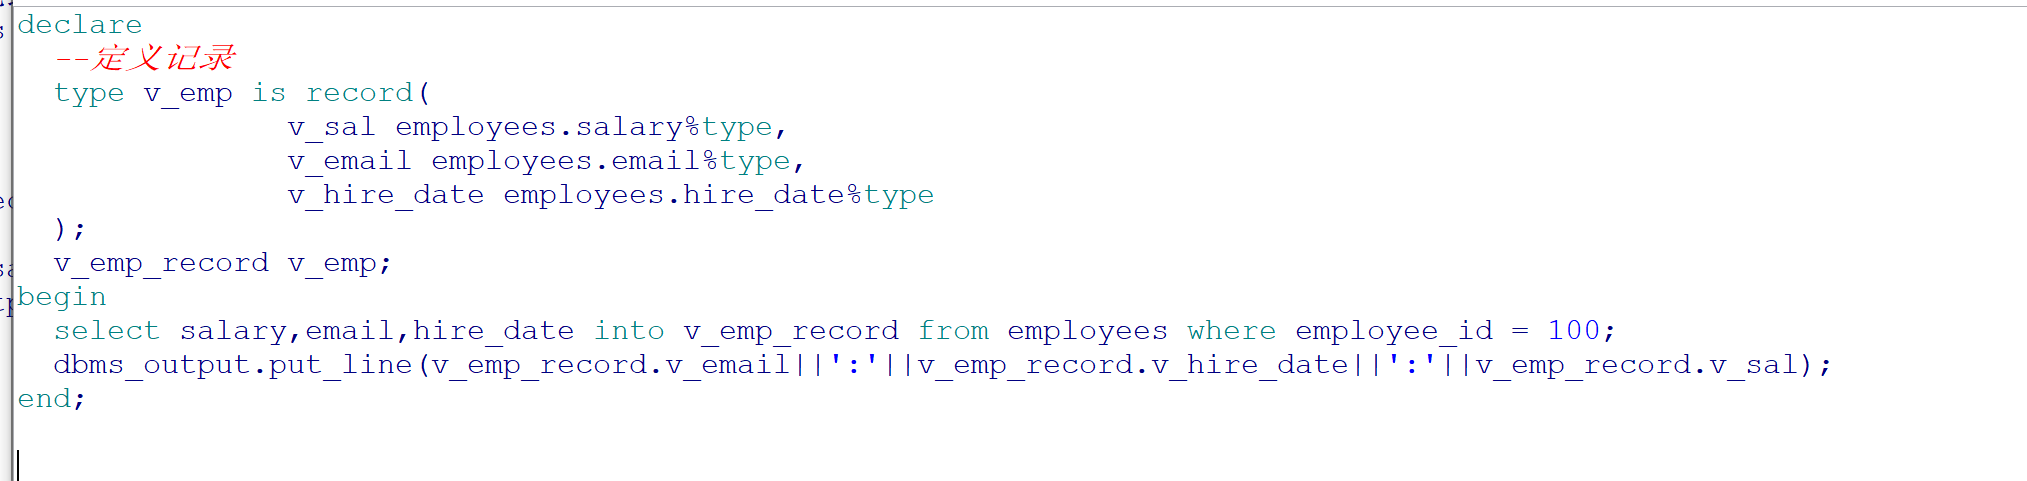 declare
--定义记录
type v_emp is record(
v_sal employees.salary%type,
v_email employees.email%type,
v_hire_date employees.hire_date%type
);
v_emp_record v_emp;
begin
select salary,email,hire_date into v_emp_record from employees where employee_id = 100;
dbms_output.put_line(v_emp_record.v_email||':'||v_emp_record.v_hire_date||':'||v_emp_record.v_sal);
end;